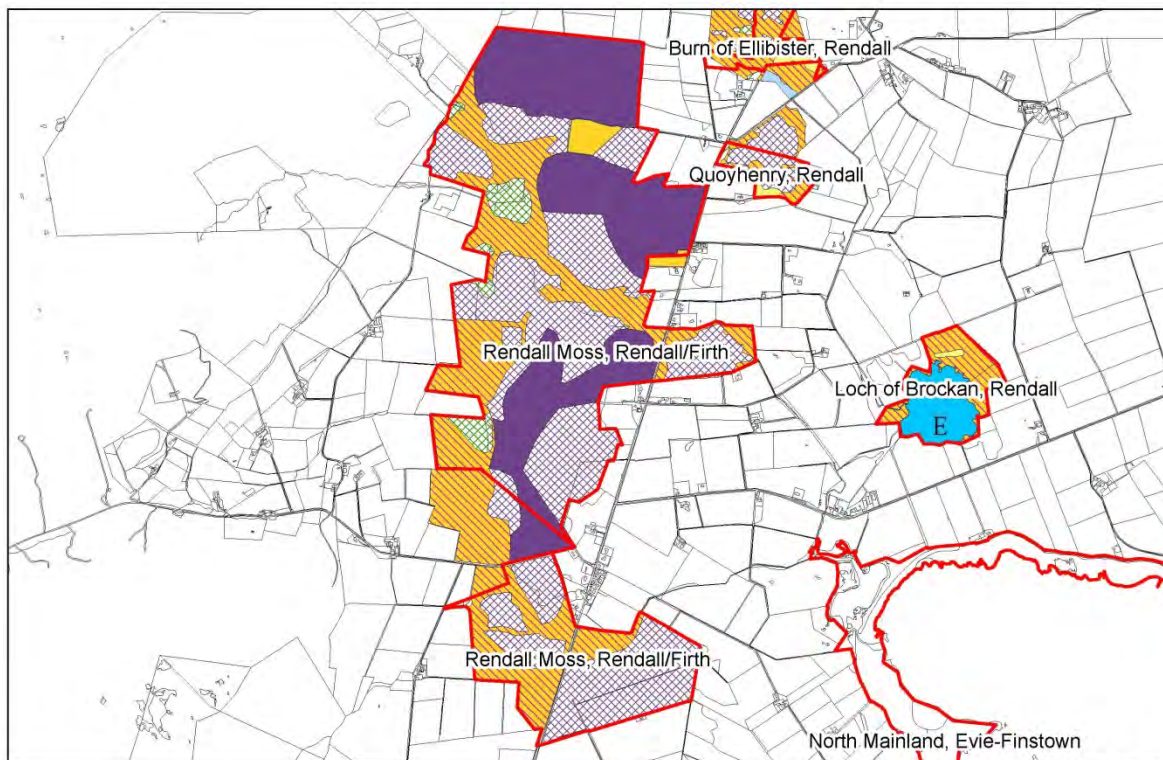 Burn of Ellibister, Rendall
Quoyhenry, Rendall
Rendall Moss, Rendall/Firth
Loch of Brockan, Rendall
E
Rendall Moss, Rendall/Firth
North Mainland, Evie-Finstown